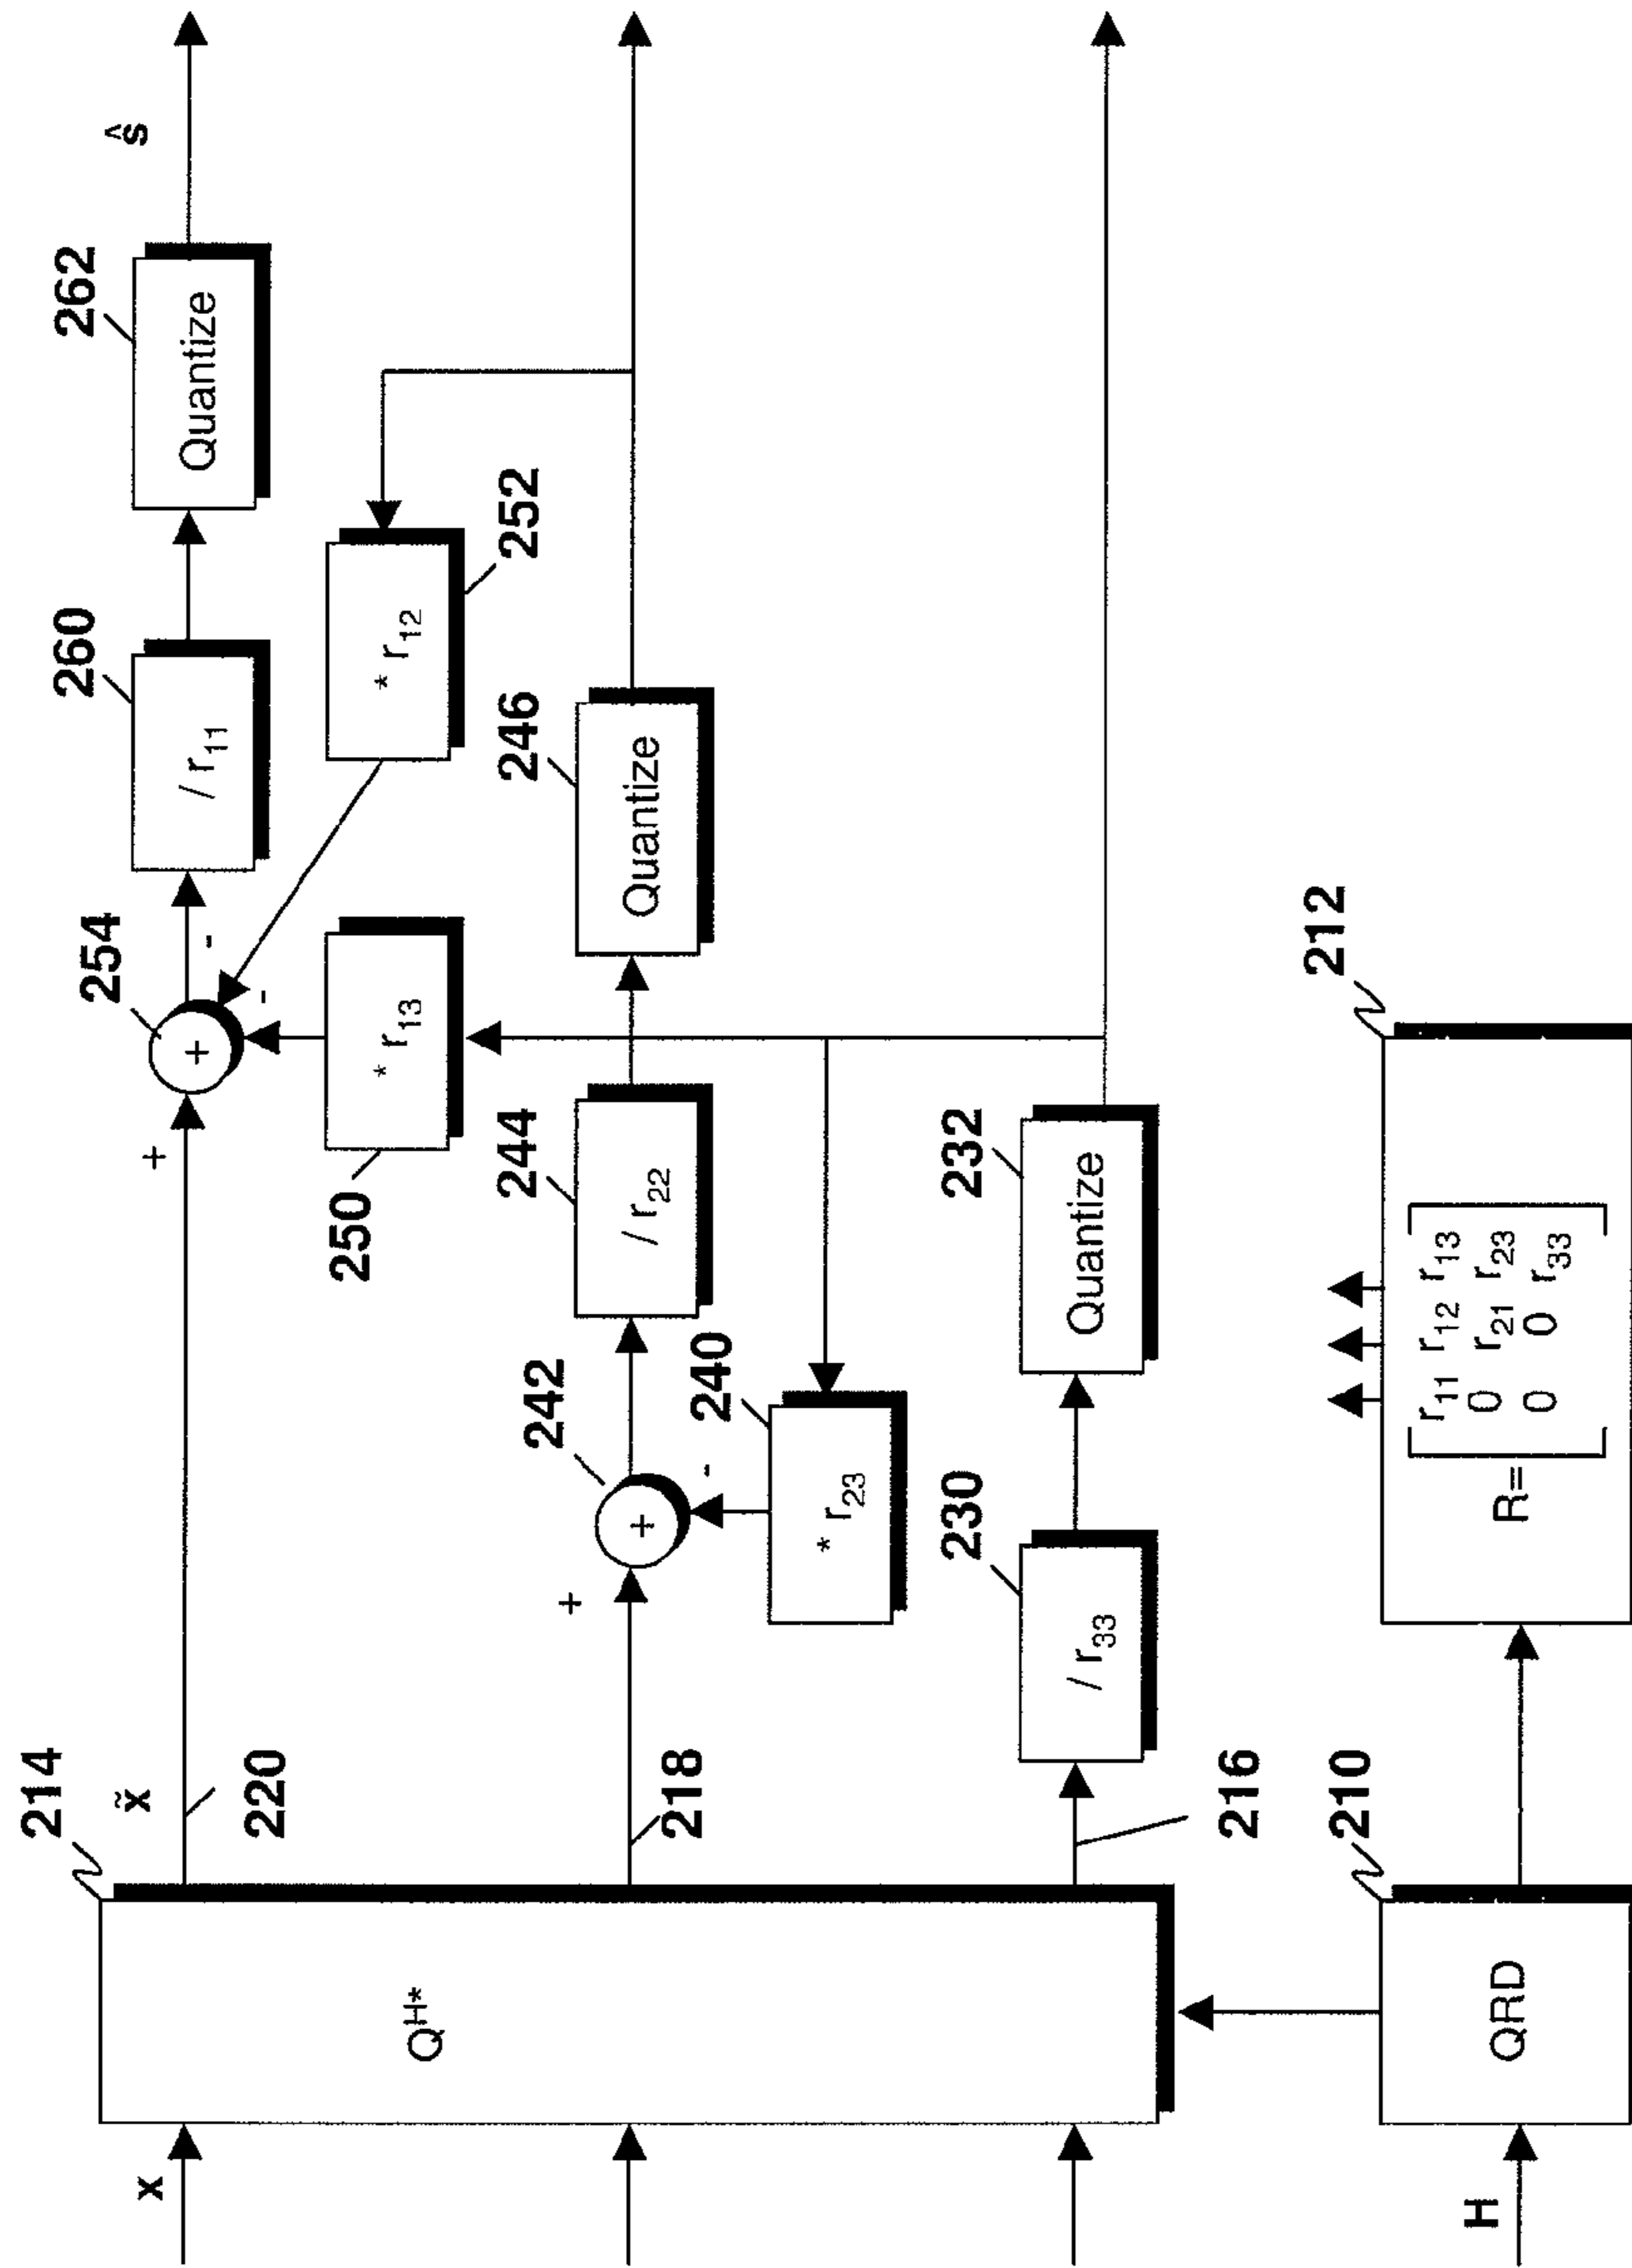 214
x̃
220
254
260
262
ŝ
x
+
+
-
-
/ r11
Quantize
* r13
* r12
250
252
QH*
218
242
244
246
+
+
-
/ r22
Quantize
240
* r23
216
230
232
/ r33
Quantize
210
212
H
QRD
R=
r11 r12 r13
0 r21 r23
0 0 r33